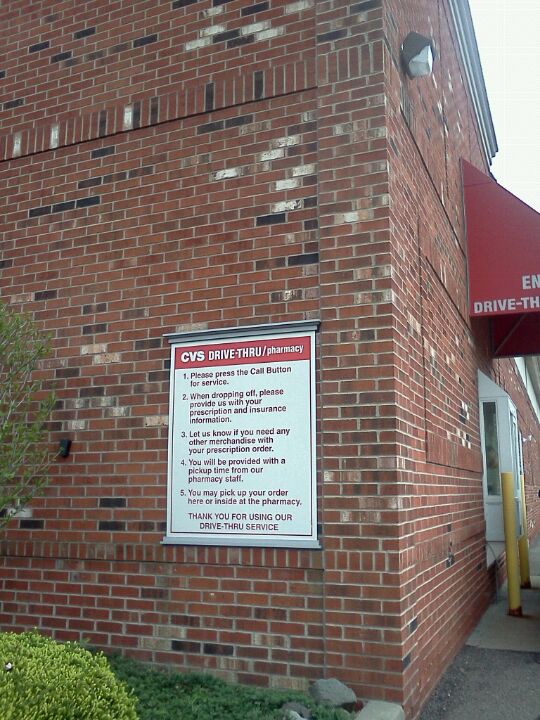 CVS DRIVE-THRU/pharmacy
1. Please press the Call Button
for service.
2. When dropping off, please
provide us with your
prescription and insurance
information.
3. Let us know if you need any
other merchandise with
your prescription order.
4. You will be provided with a
pickup time from our
pharmacy staff.
5. You may pick up your order
here or inside at the pharmacy.
THANK YOU FOR USING OUR
DRIVE-THRU SERVICE
EN
DRIVE-TH